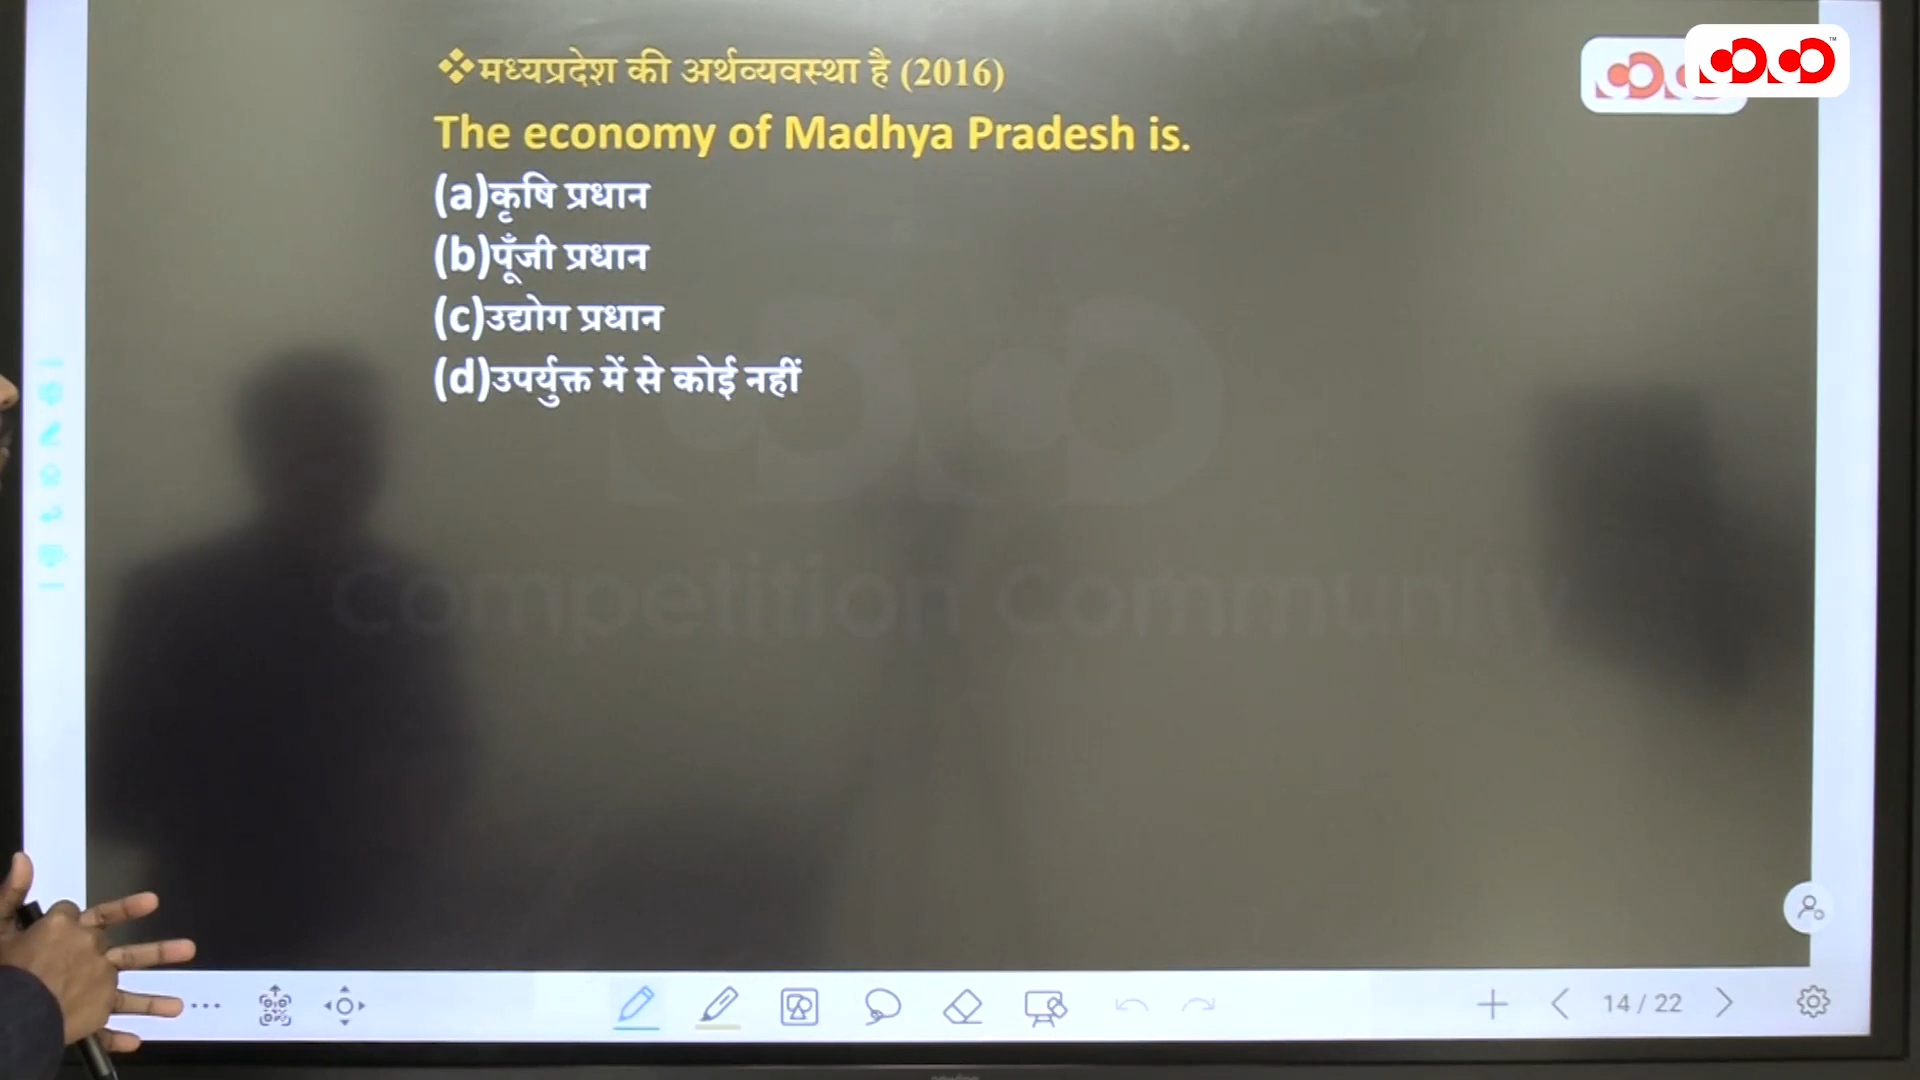 ❖मध्यप्रदेश की अर्थव्यवस्था है (2016)
The economy of Madhya Pradesh is.
(a)कृषि प्रधान
(b)पूँजी प्रधान
(c)उद्योग प्रधान
(d)उपर्युक्त में से कोई नहीं
Competition Community
14 / 22